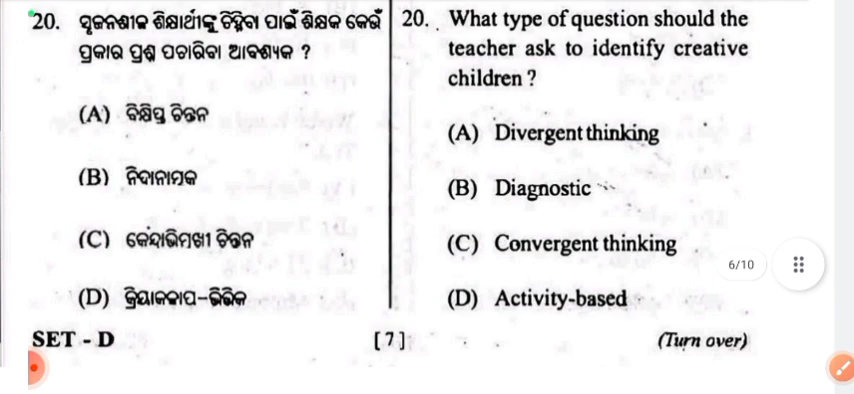 20. ସୃଜନଶୀଳ ଶିକ୍ଷାର୍ଥୀଙ୍କୁ ଚିହ୍ନିବା ପାଇଁ ଶିକ୍ଷକ କେଉଁ
ପ୍ରକାର ପ୍ରଶ୍ନ ପଚାରିବା ଆବଶ୍ୟକ ?
(A) ବିକ୍ଷିପ୍ତ ଚିନ୍ତନ
(B) ନିଦାନାତ୍ମକ
(C) କେନ୍ଦ୍ରାଭିମୁଖୀ ଚିନ୍ତନ
(D) କ୍ରିୟାକଳାପ-ଭିତ୍ତିକ
SET - D
20. What type of question should the
teacher ask to identify creative
children ?
(A) Divergent thinking
(B) Diagnostic
(C) Convergent thinking
(D) Activity-based
[ 7 ]
(Turn over)
6/10